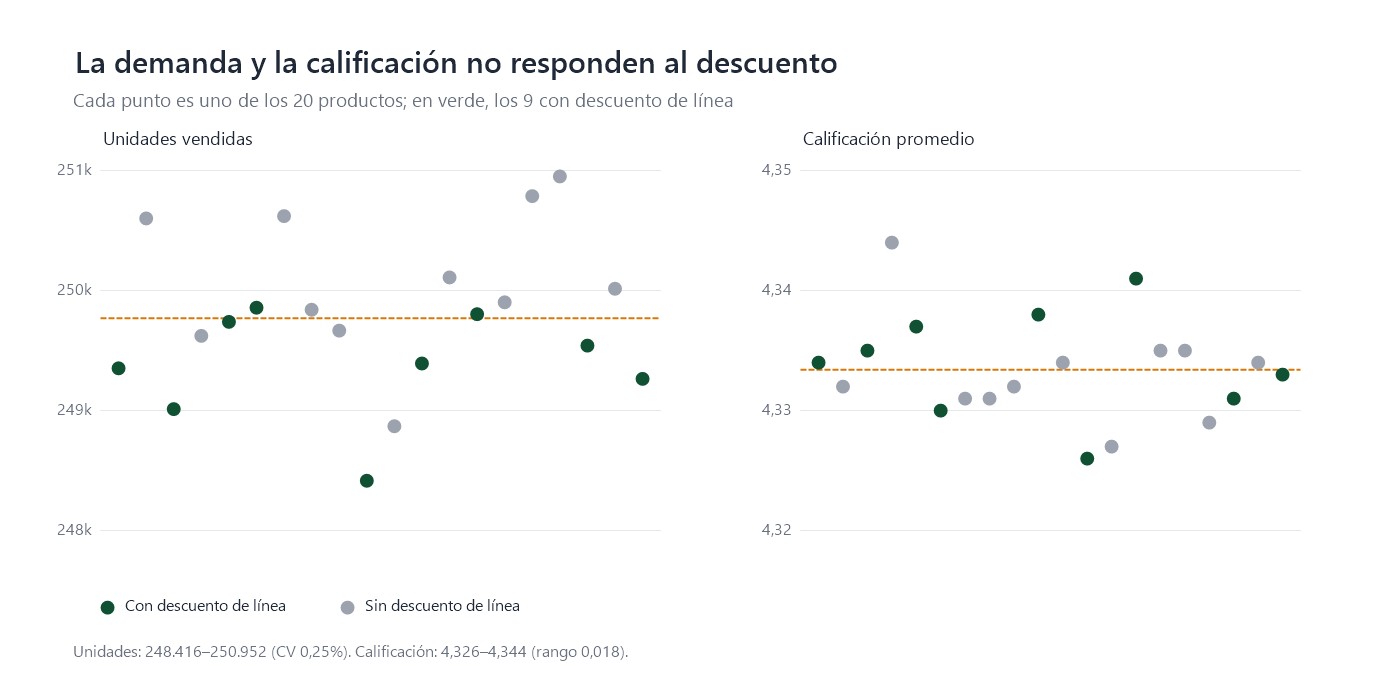 La demanda y la calificación no responden al descuento
Cada punto es uno de los 20 productos; en verde, los 9 con descuento de línea
Unidades vendidas
251k
250k
249k
248k
Calificación promedio
4,35
4,34
4,33
4,32
Con descuento de línea
Sin descuento de línea
Unidades: 248.416–250.952 (CV 0,25%). Calificación: 4,326–4,344 (rango 0,018).